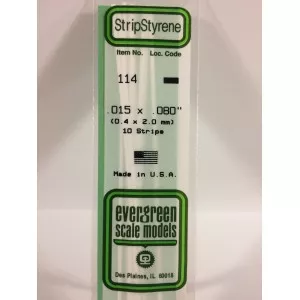 StripStyrene
Item No. Loc. Code
114
.015 x .080"
(0.4 x 2.0 mm)
10 Strips
Made in U.S.A.
evergreen
scale models
Des Plaines, IL 60018